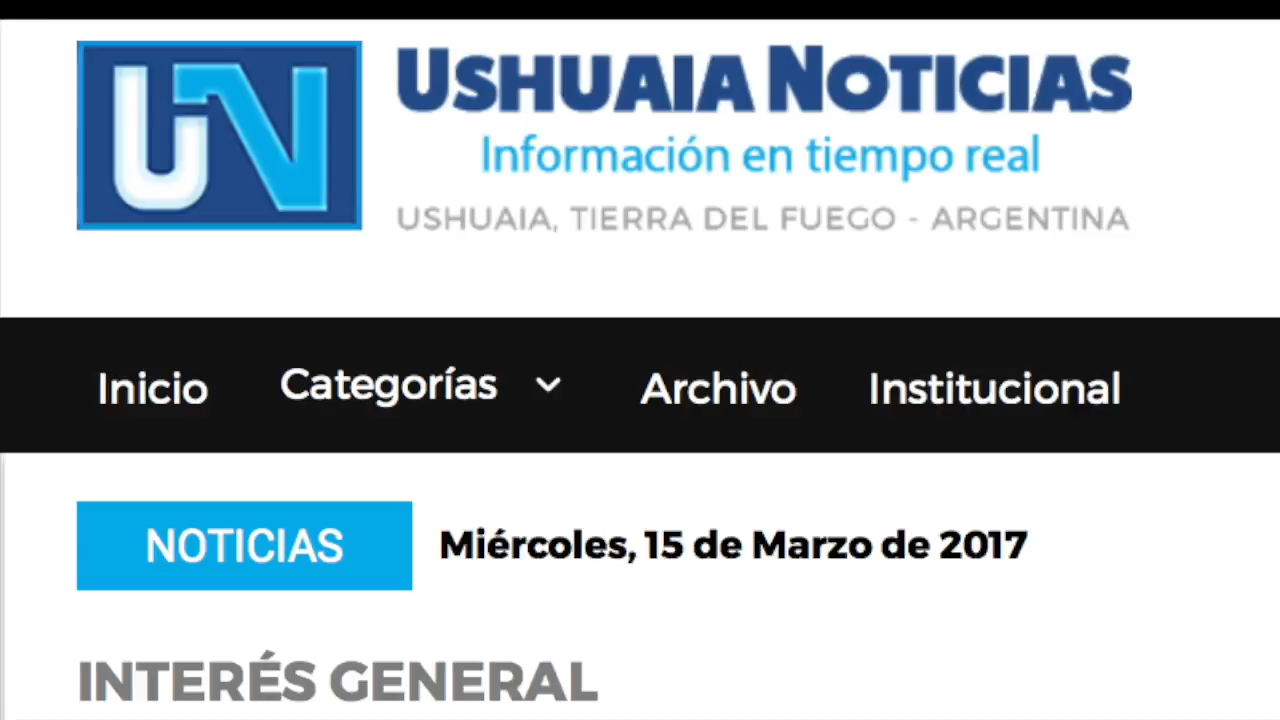 UN
USHUAIA NOTICIAS
Información en tiempo real
USHUAIA, TIERRA DEL FUEGO - ARGENTINA
Inicio Categorías Archivo Institucional
NOTICIAS Miércoles, 15 de Marzo de 2017
INTERÉS GENERAL